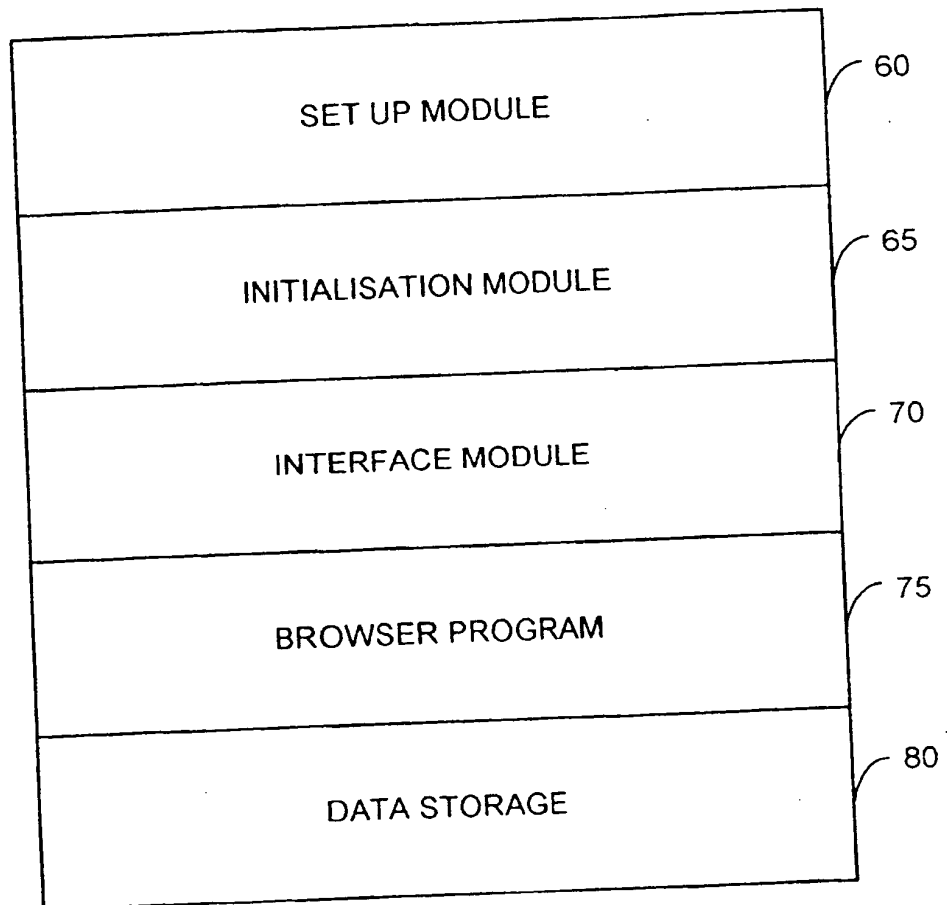 SET UP MODULE 60
INITIALISATION MODULE 65
INTERFACE MODULE 70
BROWSER PROGRAM 75
DATA STORAGE 80